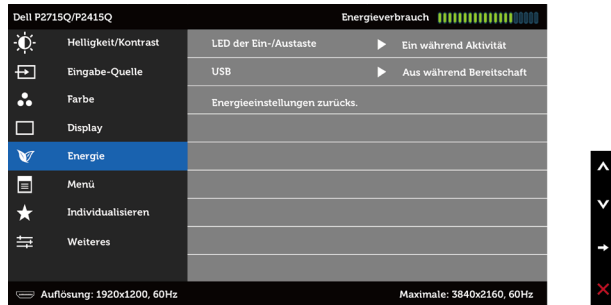 Dell P2715Q/P2415Q Energieverbrauch
Helligkeit/Kontrast LED der Ein-/Austaste Ein während Aktivität
Eingabe-Quelle USB Aus während Bereitschaft
Farbe Energieeinstellungen zurücks.
Display
Energie
Menü
Individualisieren
Weiteres
Auflösung: 1920x1200, 60Hz Maximale: 3840x2160, 60Hz